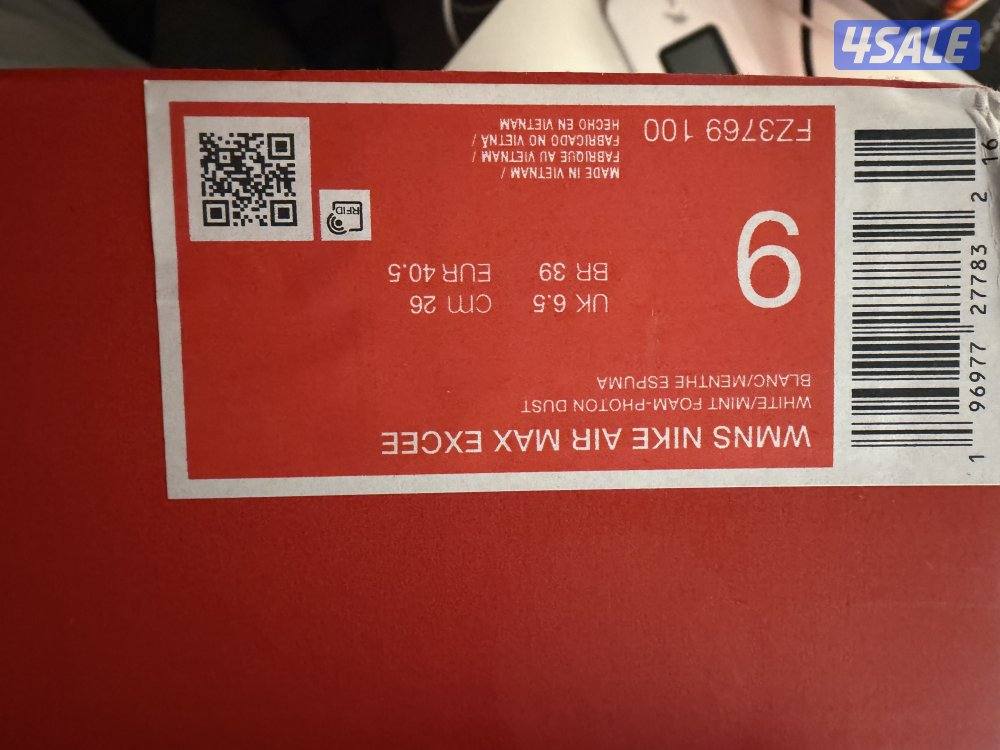 4SALE
WMNS NIKE AIR MAX EXCEE
WHITE/MINT FOAM-PHOTON DUST
BLANC/MENTHE ESPUMA
9
UK 6.5 cm 26
BR 39 EUR 40.5
FZ3769 100
MADE IN VIETNAM /
FABRIQUE AU VIETNAM /
FABRICADO NO VIETNÃ /
HECHO EN VIETNAM
RFID
1 96977 27783 2 16